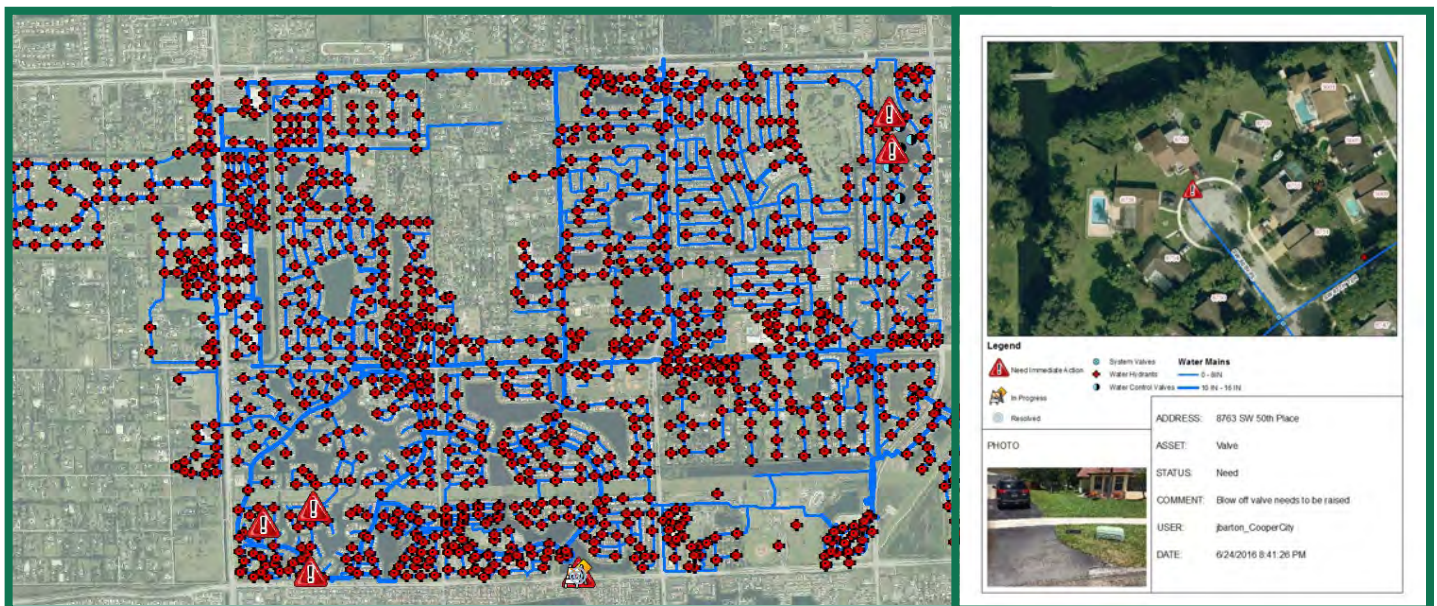 Legend
Need Immediate Action
In Progress
Resolved
System Valves
Water Hydrants
Water Control Valves
Water Mains
0 - 8IN
10 IN - 16 IN
PHOTO
ADDRESS: 8763 SW 50th Place
ASSET: Valve
STATUS: Need
COMMENT: Blow off valve needs to be raised
USER: jbarton_CooperCity
DATE: 6/24/2016 8:41:26 PM